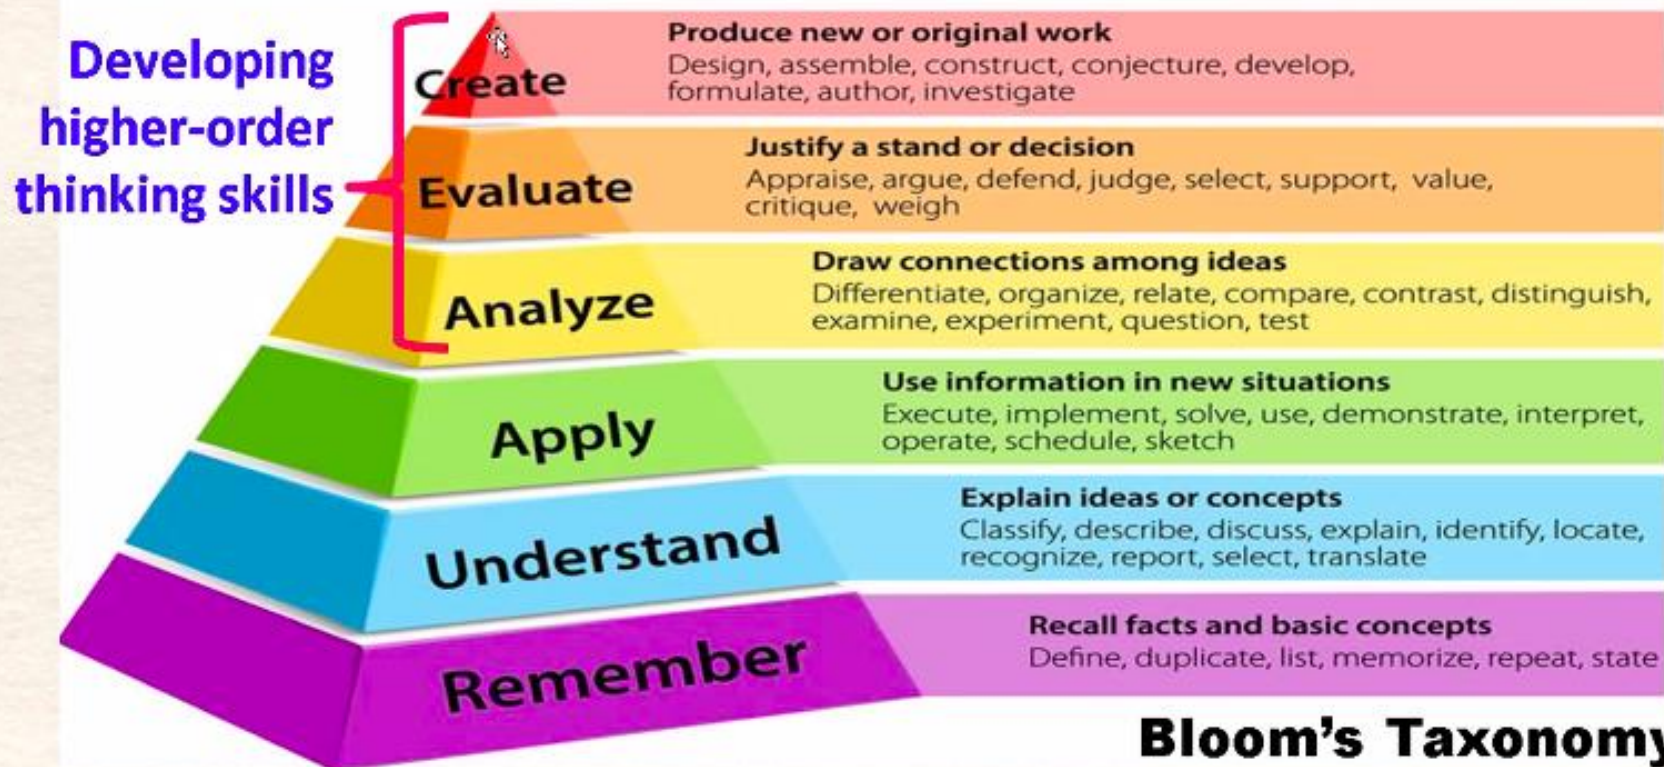 Developing
higher-order
thinking skills
Create
Produce new or original work
Design, assemble, construct, conjecture, develop,
formulate, author, investigate
Evaluate
Justify a stand or decision
Appraise, argue, defend, judge, select, support, value,
critique, weigh
Analyze
Draw connections among ideas
Differentiate, organize, relate, compare, contrast, distinguish,
examine, experiment, question, test
Apply
Use information in new situations
Execute, implement, solve, use, demonstrate, interpret,
operate, schedule, sketch
Understand
Explain ideas or concepts
Classify, describe, discuss, explain, identify, locate,
recognize, report, select, translate
Remember
Recall facts and basic concepts
Define, duplicate, list, memorize, repeat, state
Bloom's Taxonomy